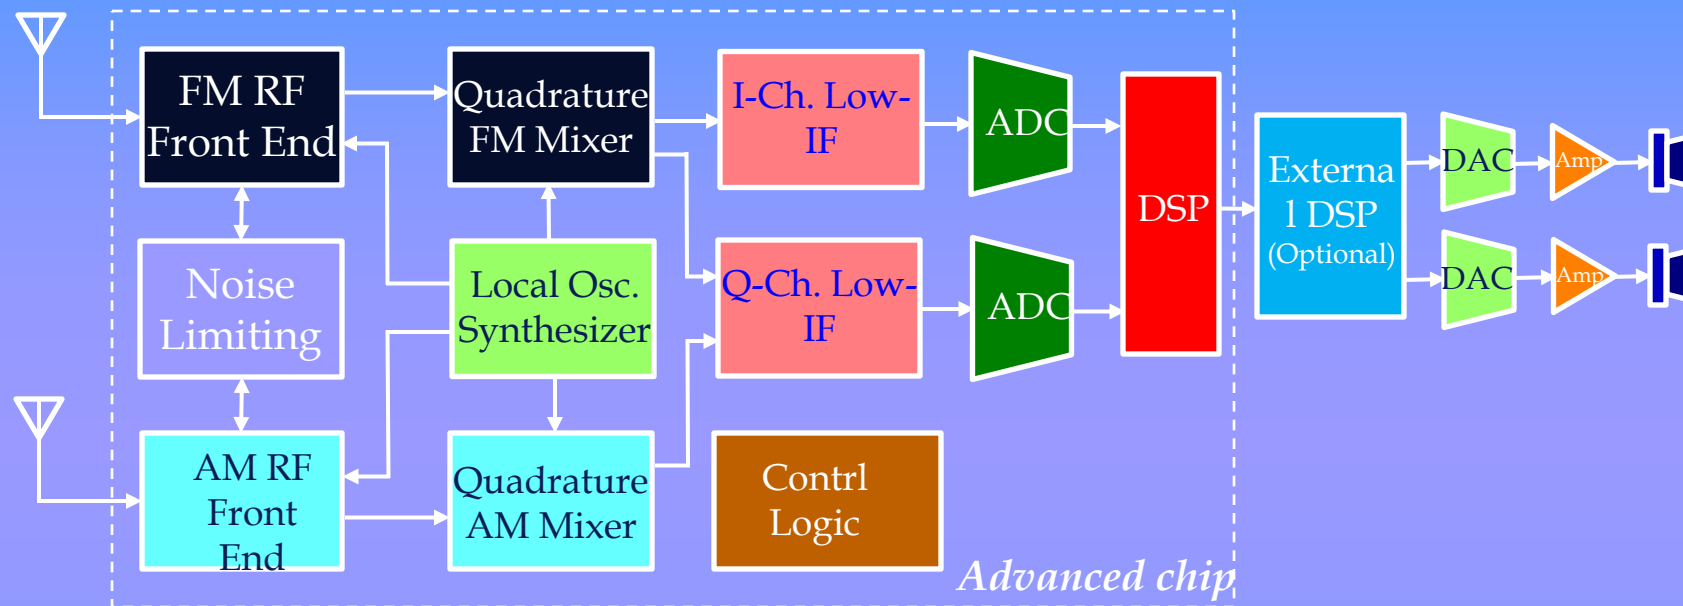 FM RF
Front End
Quadrature
FM Mixer
I-Ch. Low-
IF
ADC
DSP
Externa
l DSP
(Optional)
DAC
Amp
Noise
Limiting
Local Osc.
Synthesizer
Q-Ch. Low-
IF
ADC
DAC
Amp
AM RF
Front
End
Quadrature
AM Mixer
Contrl
Logic
Advanced chip